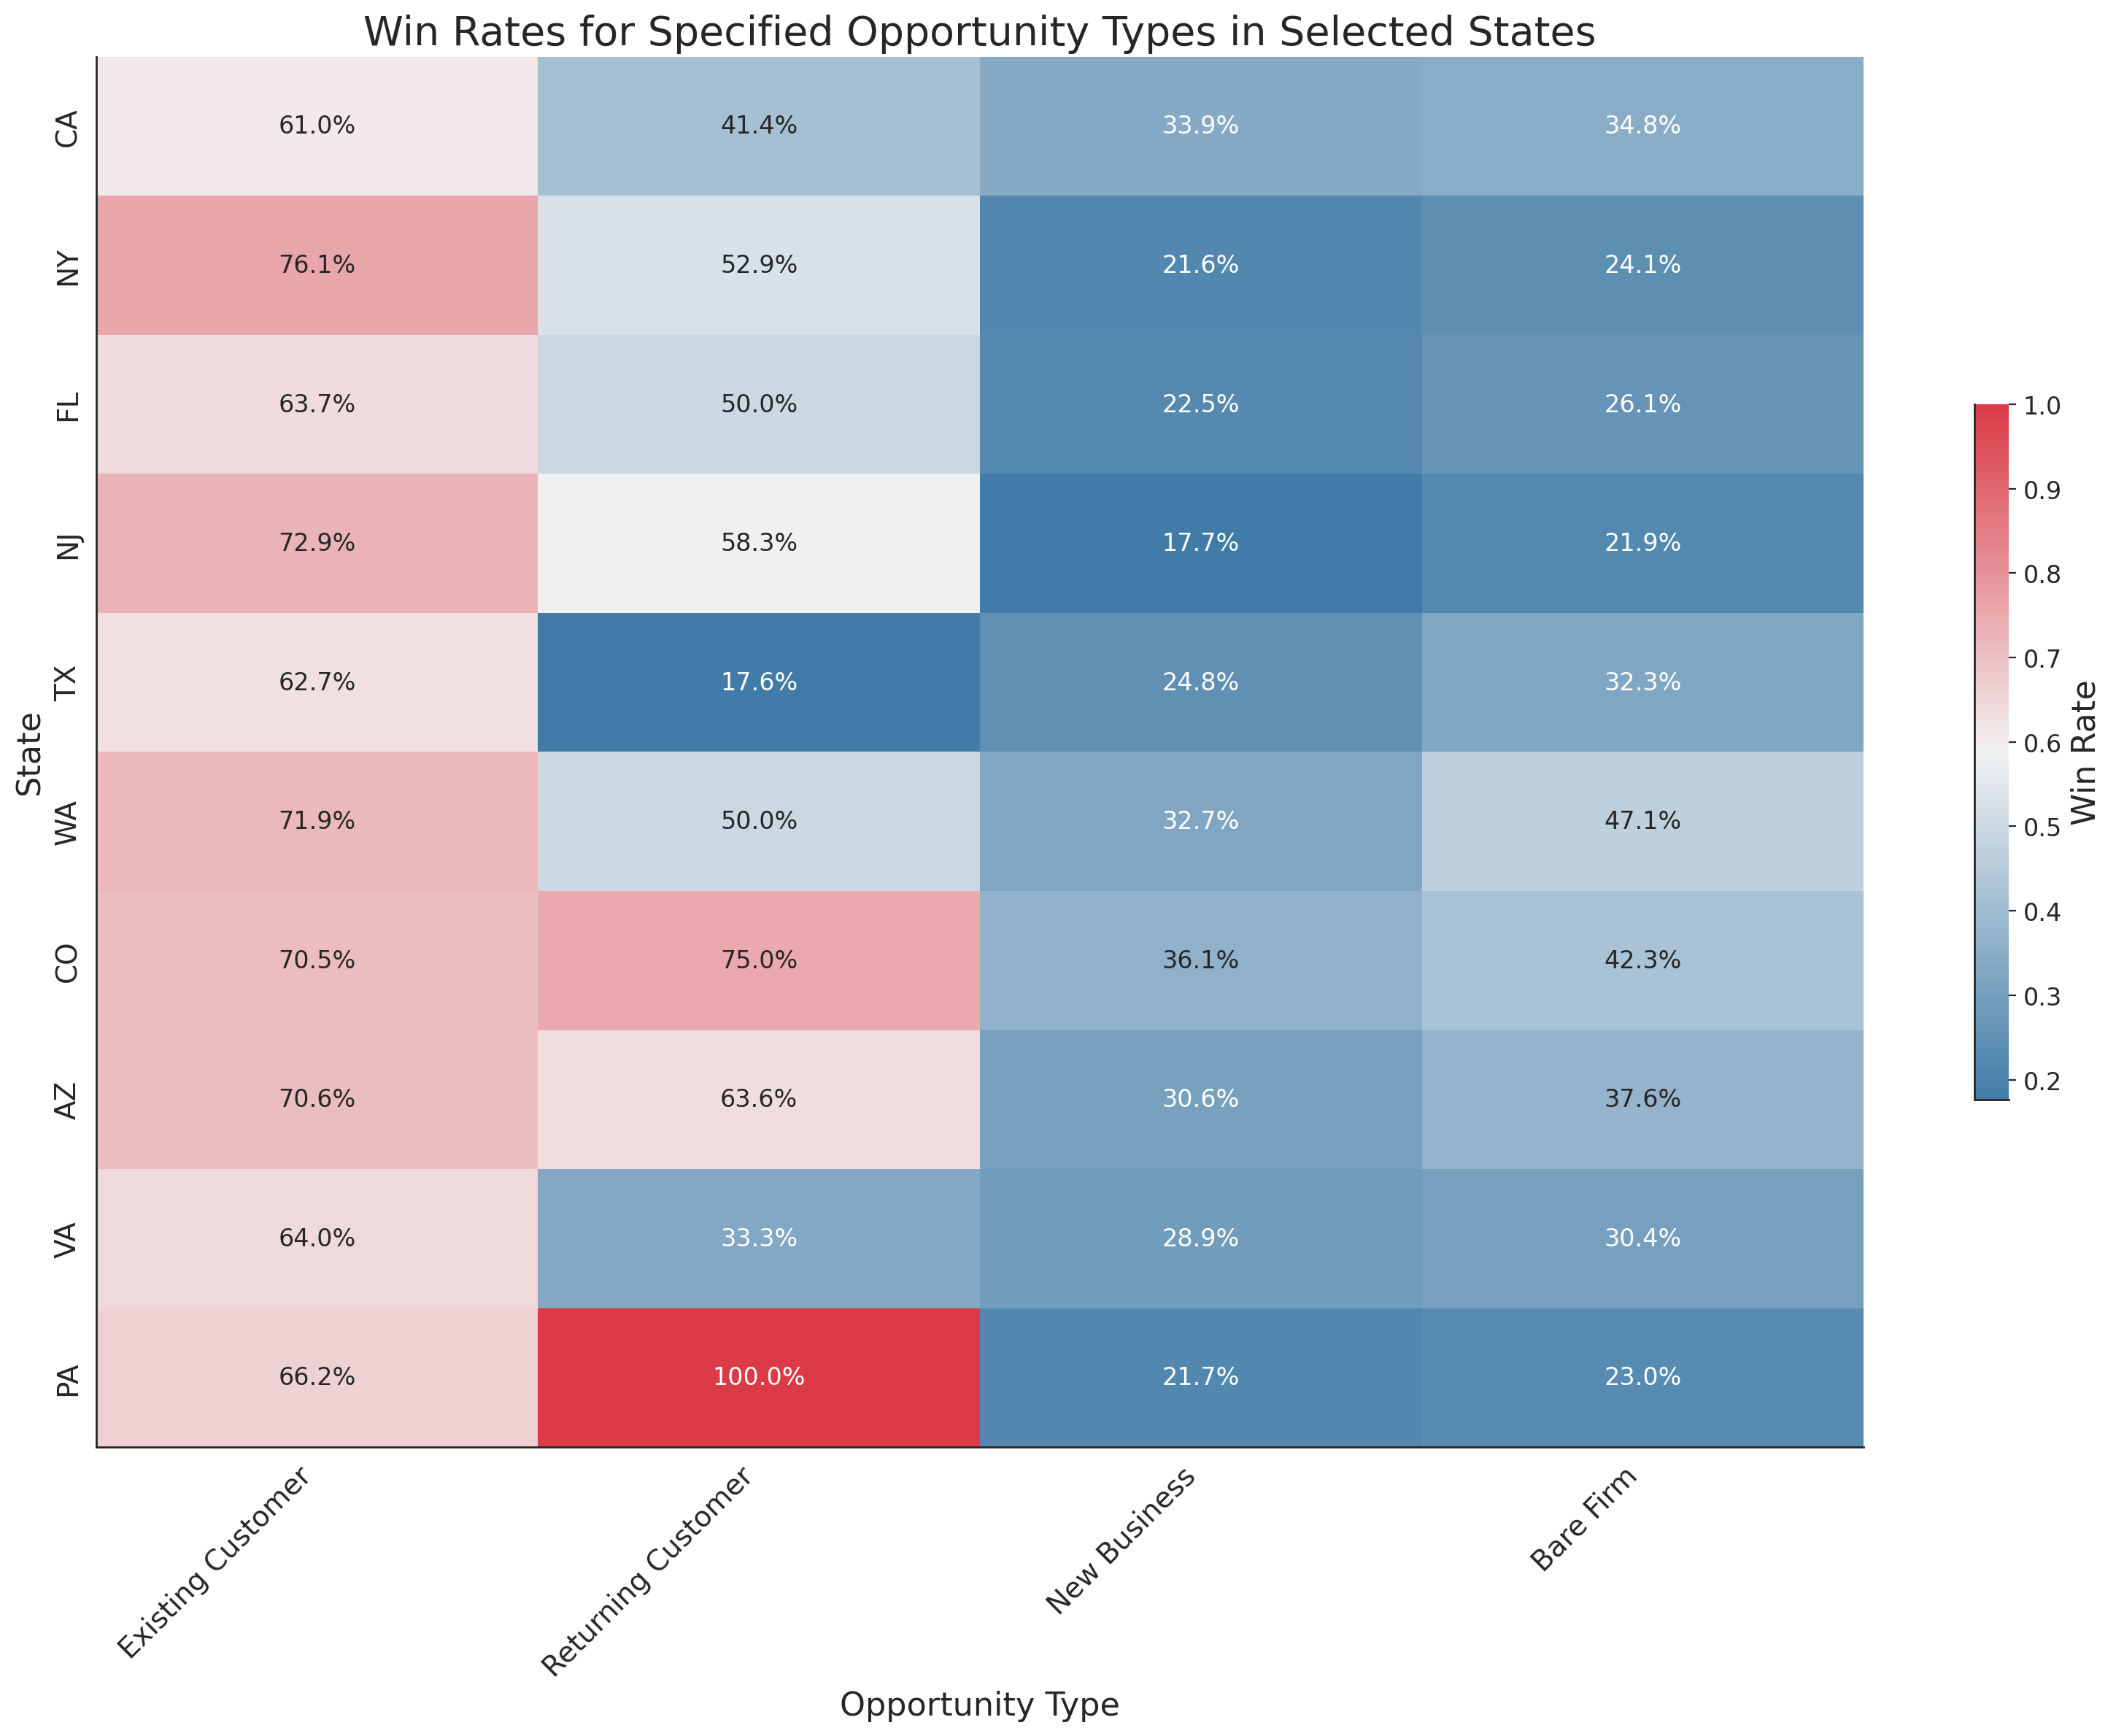 Win Rates for Specified Opportunity Types in Selected States
State
CA 61.0% 41.4% 33.9% 34.8%
NY 76.1% 52.9% 21.6% 24.1%
FL 63.7% 50.0% 22.5% 26.1%
NJ 72.9% 58.3% 17.7% 21.9%
TX 62.7% 17.6% 24.8% 32.3%
WA 71.9% 50.0% 32.7% 47.1%
CO 70.5% 75.0% 36.1% 42.3%
AZ 70.6% 63.6% 30.6% 37.6%
VA 64.0% 33.3% 28.9% 30.4%
PA 66.2% 100.0% 21.7% 23.0%
Existing Customer
Returning Customer
New Business
Bare Firm
Opportunity Type
1.0
0.9
0.8
0.7
0.6
0.5
0.4
0.3
0.2
Win Rate